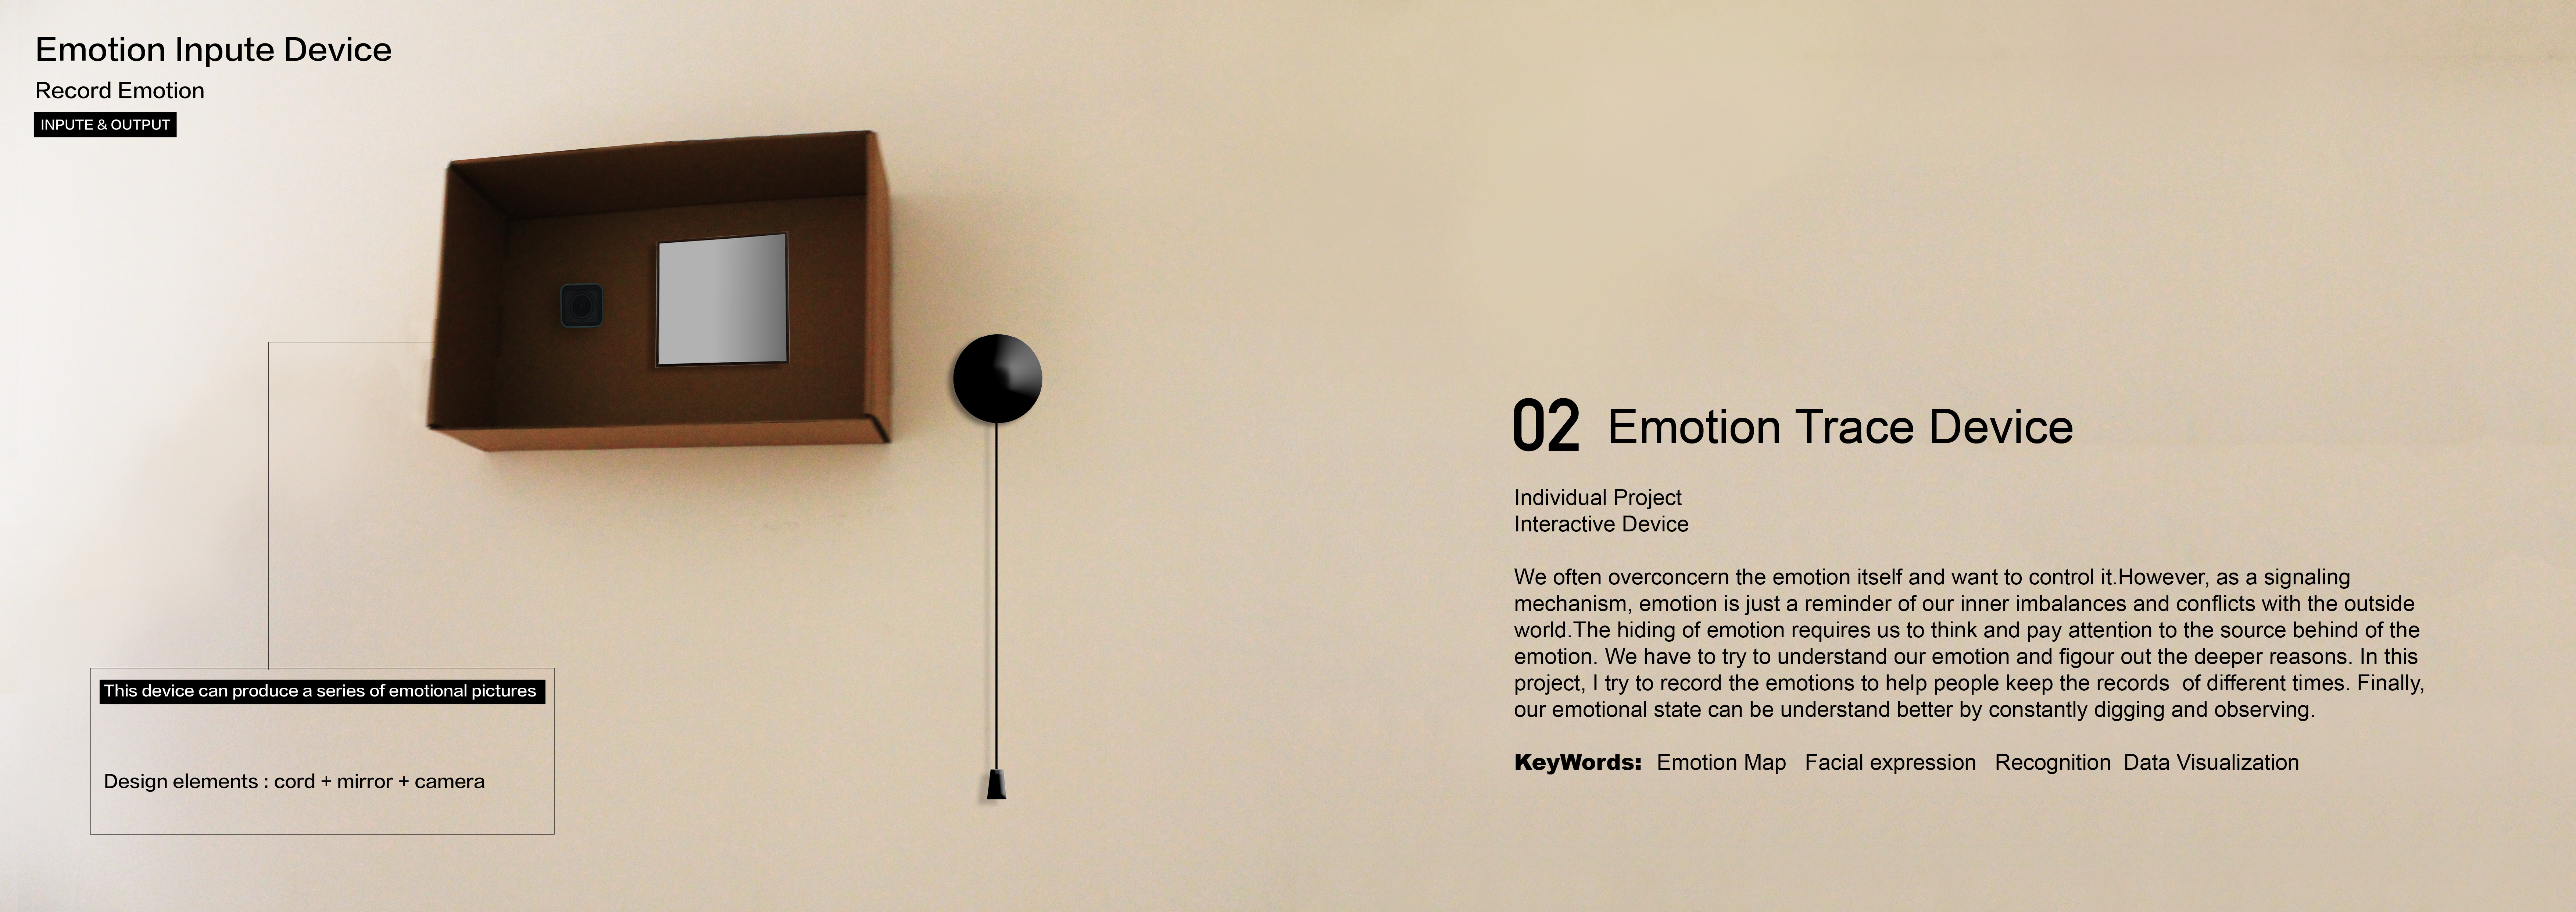 Emotion Inpute Device
Record Emotion
INPUTE & OUTPUT
This device can produce a series of emotional pictures
Design elements : cord + mirror + camera
02 Emotion Trace Device
Individual Project
Interactive Device
We often overconcern the emotion itself and want to control it.However, as a signaling
mechanism, emotion is just a reminder of our inner imbalances and conflicts with the outside
world.The hiding of emotion requires us to think and pay attention to the source behind of the
emotion. We have to try to understand our emotion and figour out the deeper reasons. In this
project, I try to record the emotions to help people keep the records  of different times. Finally,
our emotional state can be understand better by constantly digging and observing.
KeyWords: Emotion Map Facial expression Recognition Data Visualization